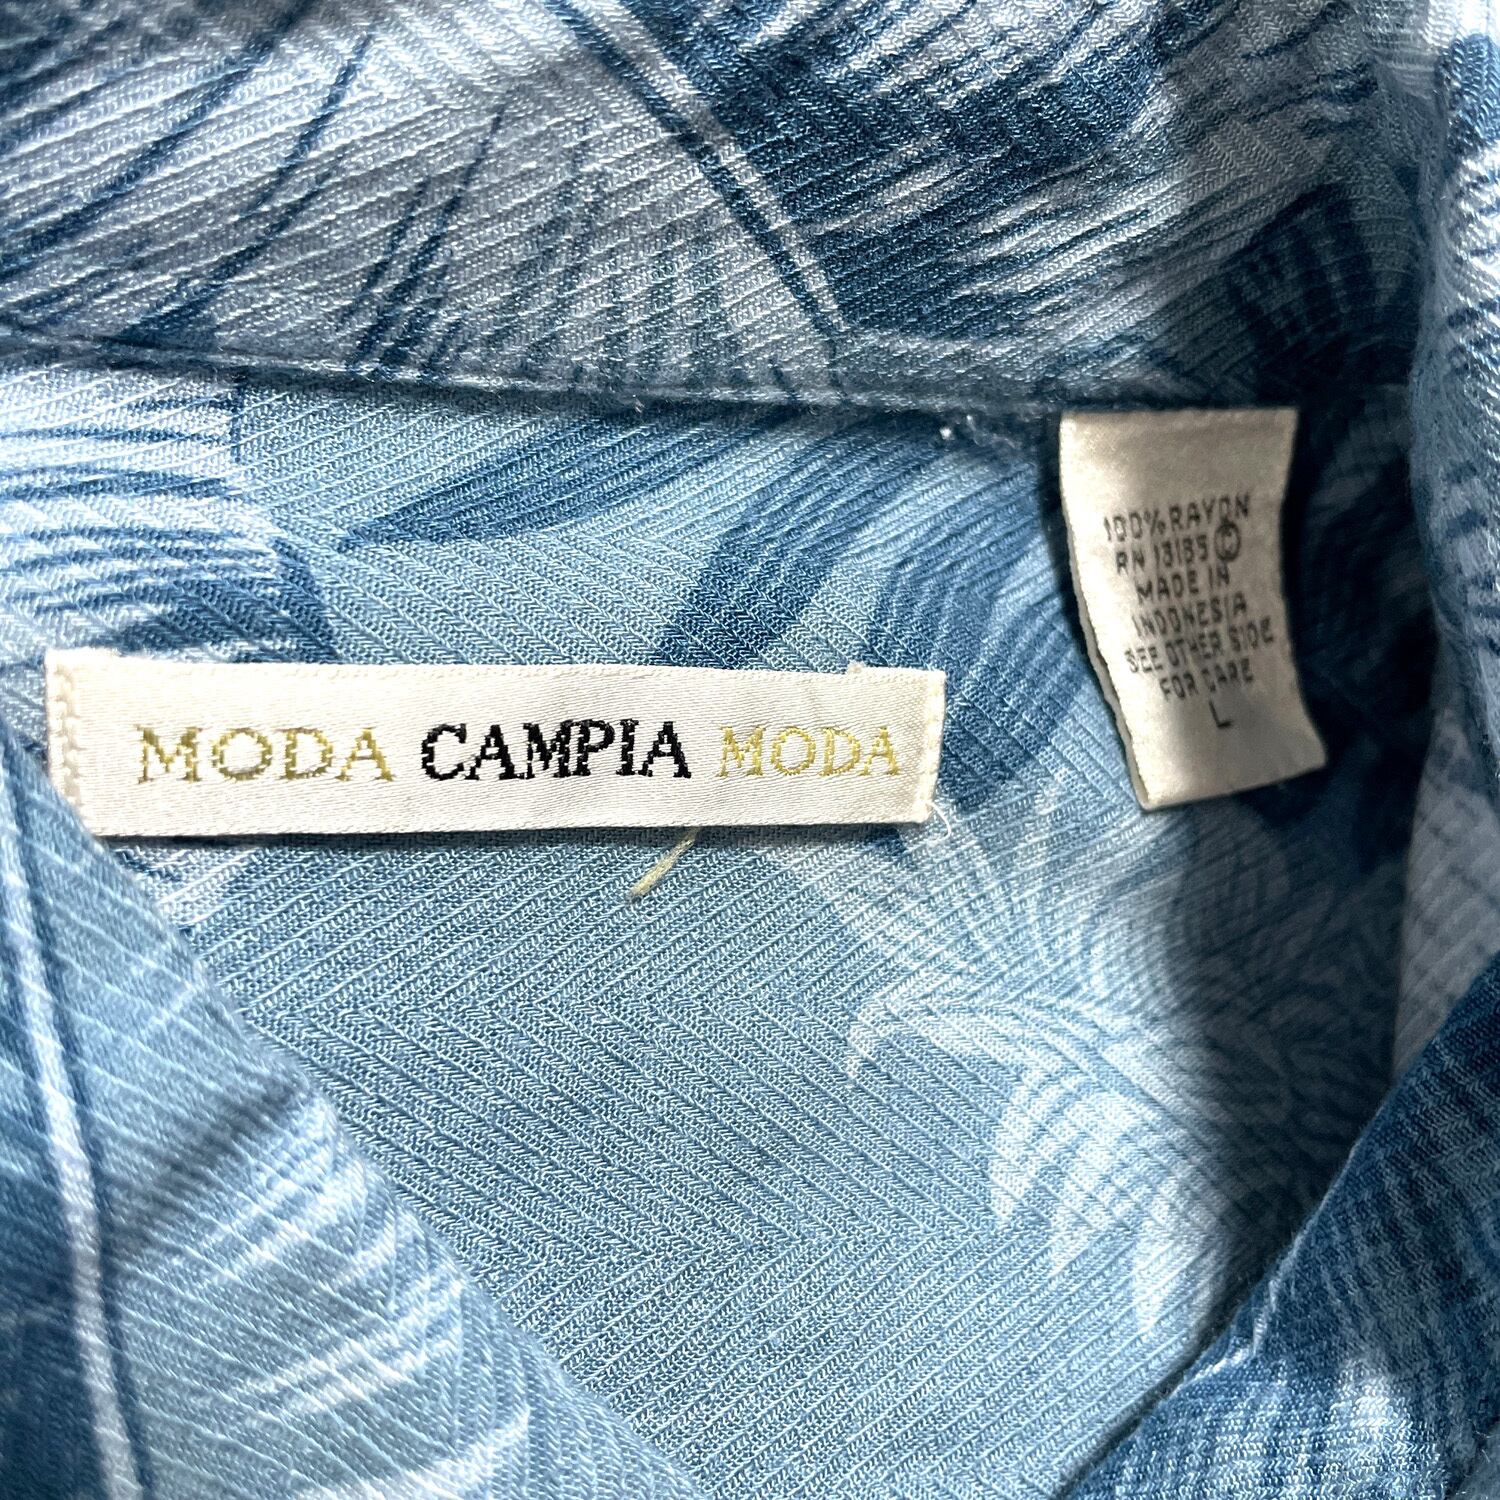 MODA CAMPIA MODA
100% RAYON
RN 13185 C
MADE IN
INDONESIA
SEE OTHER SIDE
FOR CARE
L